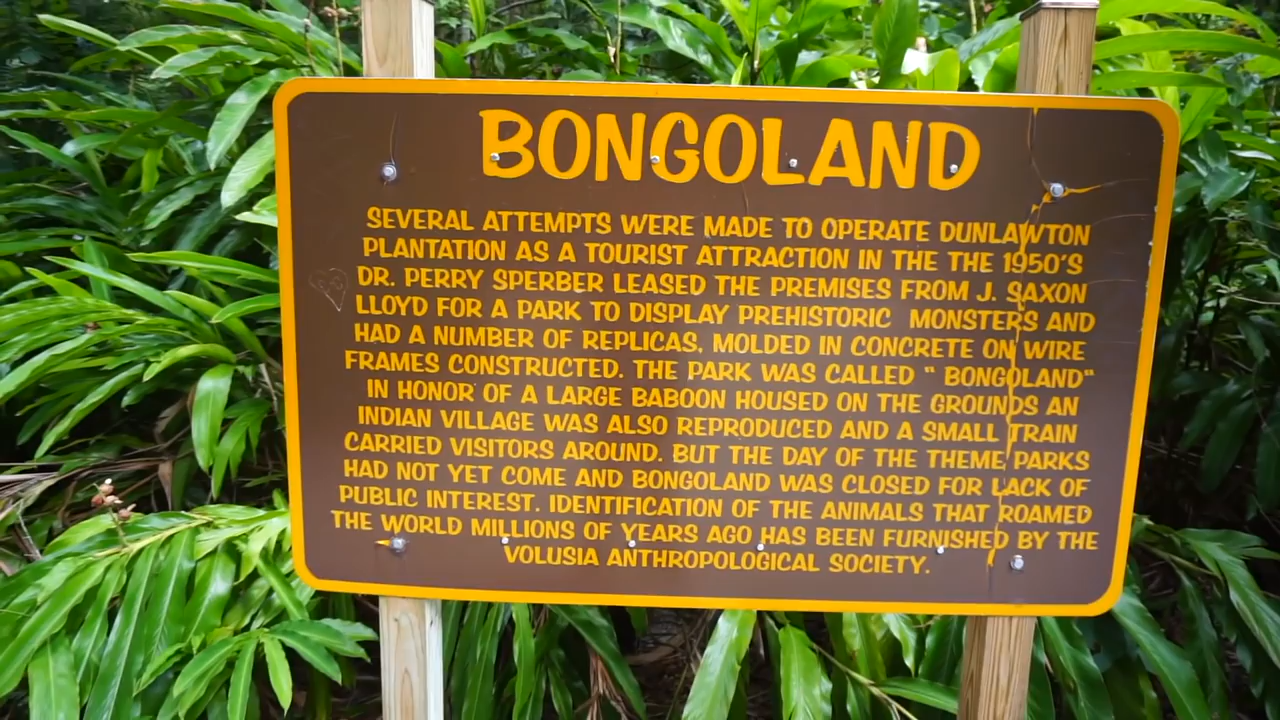 BONGOLAND
SEVERAL ATTEMPTS WERE MADE TO OPERATE DUNLAWTON
PLANTATION AS A TOURIST ATTRACTION IN THE THE 1950'S
DR. PERRY SPERBER LEASED THE PREMISES FROM J. SAXON
LLOYD FOR A PARK TO DISPLAY PREHISTORIC MONSTERS AND
HAD A NUMBER OF REPLICAS, MOLDED IN CONCRETE ON WIRE
FRAMES CONSTRUCTED. THE PARK WAS CALLED " BONGOLAND"
IN HONOR OF A LARGE BABOON HOUSED ON THE GROUNDS AN
INDIAN VILLAGE WAS ALSO REPRODUCED AND A SMALL TRAIN
CARRIED VISITORS AROUND. BUT THE DAY OF THE THEME PARKS
HAD NOT YET COME AND BONGOLAND WAS CLOSED FOR LACK OF
PUBLIC INTEREST. IDENTIFICATION OF THE ANIMALS THAT ROAMED
THE WORLD MILLIONS OF YEARS AGO HAS BEEN FURNISHED BY THE
VOLUSIA ANTHROPOLOGICAL SOCIETY.